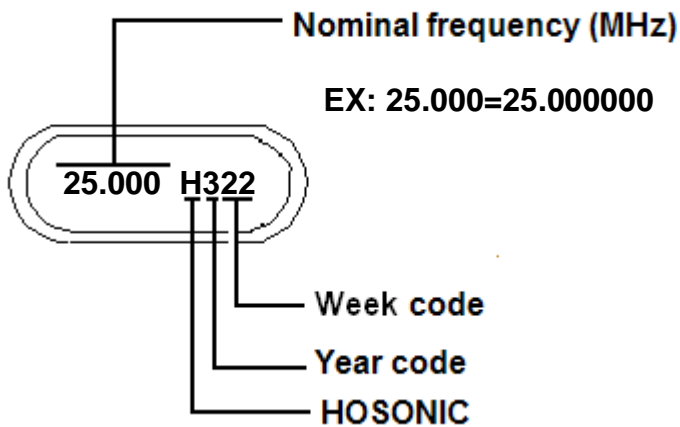 Nominal frequency (MHz)
EX: 25.000=25.000000
25.000 H322
Week code
Year code
HOSONIC